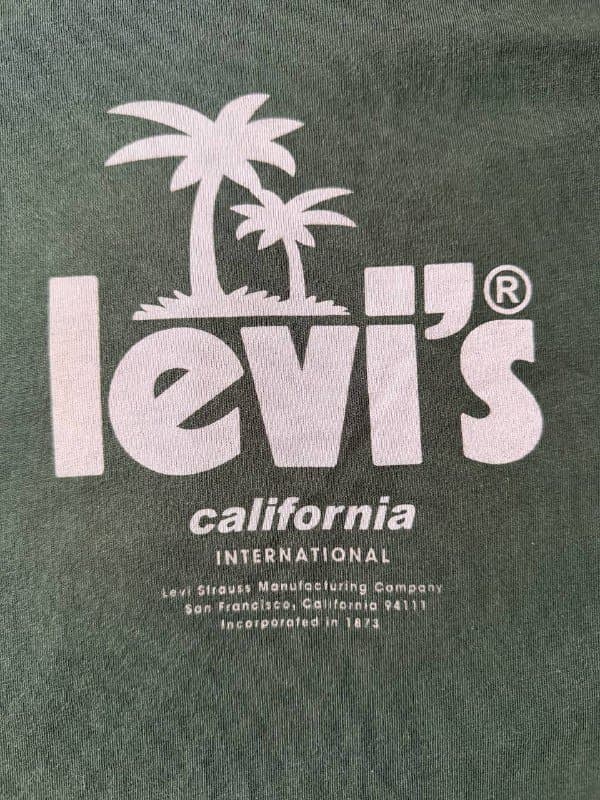 levi's®
california
INTERNATIONAL
Levi Strauss Manufacturing Company
San Francisco, California 94111
Incorporated in 1873